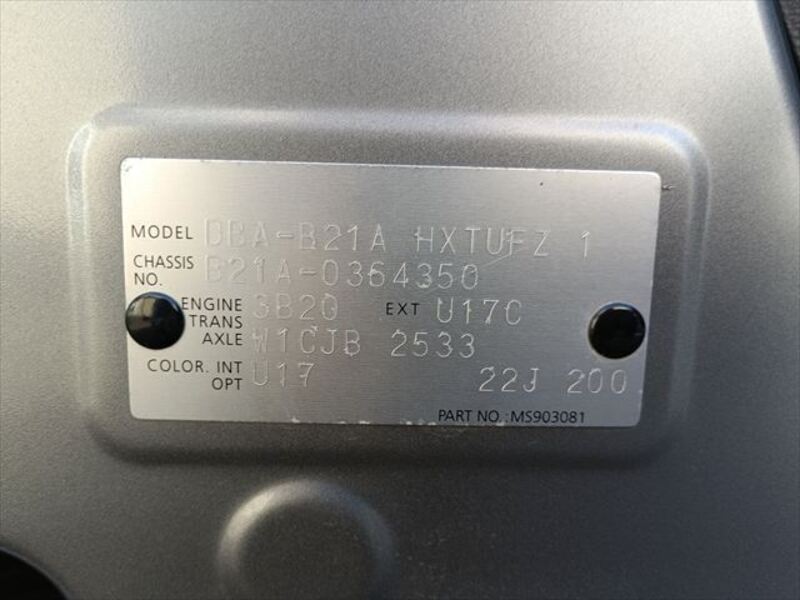 MODEL DBA-B21A HXTUFZ 1
CHASSIS NO. B21A-0364350
ENGINE 3B20 EXT U17C
TRANS AXLE W1CJB 2533
COLOR. INT U17
OPT 22J 200
PART NO.:MS903081